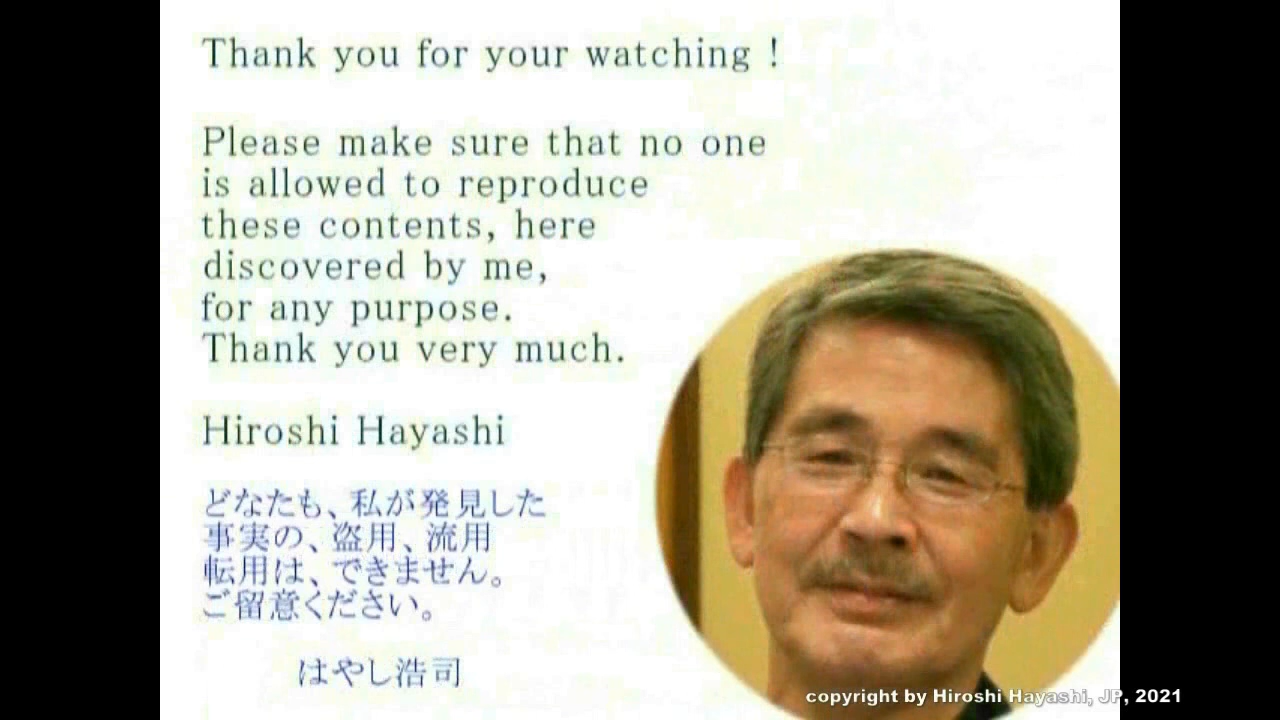 Thank you for your watching !
Please make sure that no one
is allowed to reproduce
these contents, here
discovered by me,
for any purpose.
Thank you very much.
Hiroshi Hayashi
どなたも、私が発見した
事実の、盗用、流用
転用は、できません。
ご留意ください。
はやし浩司
copyright by Hiroshi Hayashi, JP, 2021